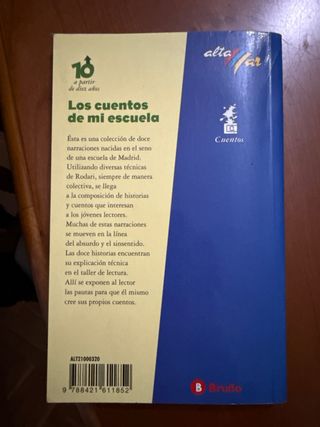 10
a partir
de diez años
altamar
Los cuentos
de mi escuela
Cuentos
Ésta es una colección de doce
narraciones nacidas en el seno
de una escuela de Madrid.
Utilizando diversas técnicas
de Rodari, siempre de manera
colectiva, se llega
a la composición de historias
y cuentos que interesan
a los jóvenes lectores.
Muchas de estas narraciones
se mueven en la línea
del absurdo y el sinsentido.
Las doce historias encuentran
su explicación técnica
en el taller de lectura.
Allí se exponen al lector
las pautas para que él mismo
cree sus propios cuentos.
ALT21000320
9 788421 611852
B Bruño